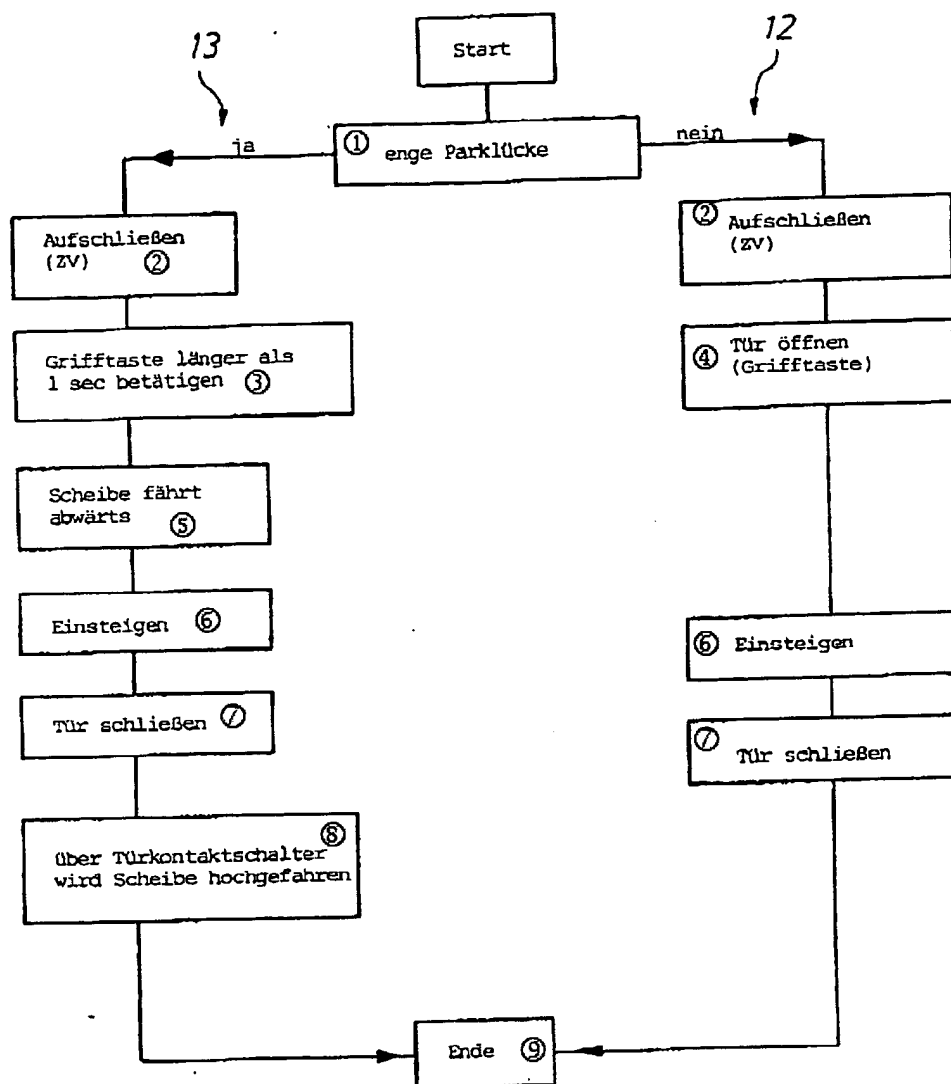 13
Start
12
ja
① enge Parklücke
nein
Aufschließen
(ZV) ②
② Aufschließen
(ZV)
Grifftaste länger als
1 sec betätigen ③
④ Tür öffnen
(Grifftaste)
Scheibe fährt
abwärts ⑤
Einsteigen ⑥
⑥ Einsteigen
Tür schließen ⑦
⑦ Tür schließen
⑧
über Türkontaktschalter
wird Scheibe hochgefahren
Ende ⑨